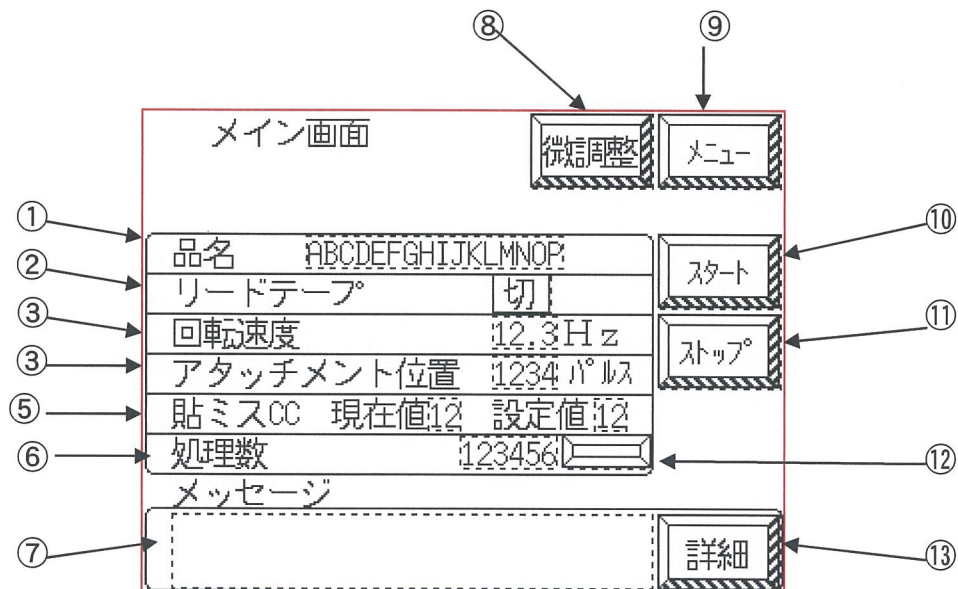 ⑧ ⑨
メイン画面 微調整 メニュー
① 品名 ABCDEFGHIJKLMNOP スタート ⑩
② リードテープ 切
③ 回転速度 12.3Hz ストップ ⑪
③ アタッチメント位置 1234 パルス
⑤ 貼ミスCC 現在値12 設定値12
⑥ 処理数 123456 ⑫
メッセージ
⑦ 詳細 ⑬